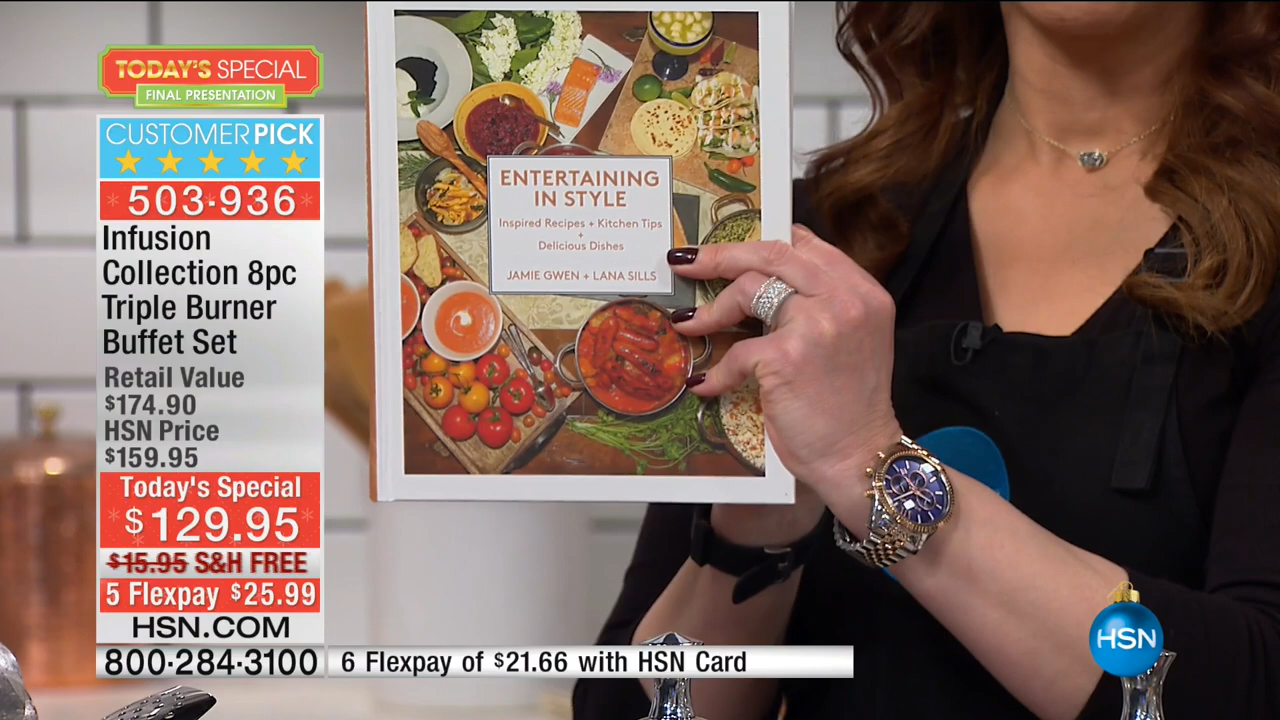 TODAY'S SPECIAL
FINAL PRESENTATION
CUSTOMER PICK
503-936
Infusion
Collection 8pc
Triple Burner
Buffet Set
Retail Value
$174.90
HSN Price
$159.95
Today's Special
$129.95
$15.95 S&H FREE
5 Flexpay $25.99
HSN.COM
800-284-3100
6 Flexpay of $21.66 with HSN Card
ENTERTAINING
IN STYLE
Inspired Recipes + Kitchen Tips
+
Delicious Dishes
JAMIE GWEN + LANA SILLS
HSN